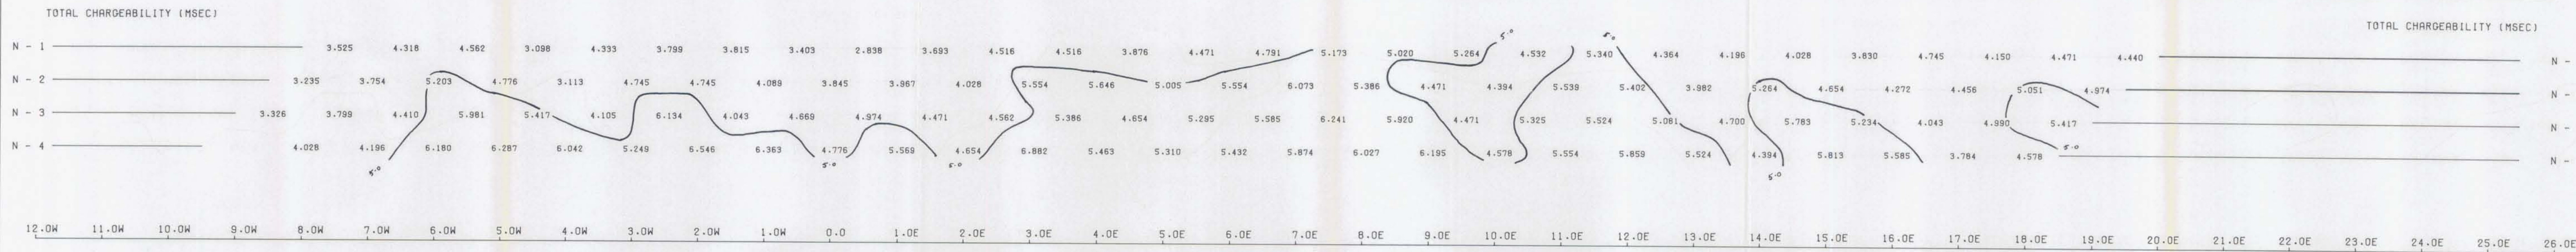 TOTAL CHARGEABILITY (MSEC)
TOTAL CHARGEABILITY (MSEC)
N - 1 3.525 4.318 4.562 3.098 4.333 3.799 3.815 3.403 2.838 3.693 4.516 4.516 3.876 4.471 4.791 5.173 5.020 5.264 5.0 4.532 5.340 5.0 4.364 4.196 4.028 3.830 4.745 4.150 4.471 4.440 N -
N - 2 3.235 3.754 5.203 4.776 3.113 4.745 4.745 4.089 3.845 3.967 4.028 5.554 5.646 5.005 5.554 6.073 5.386 4.471 4.394 5.539 5.402 3.982 5.264 4.654 4.272 4.456 5.051 4.974 N -
N - 3 3.326 3.799 4.410 5.981 5.417 4.105 6.134 4.043 4.669 4.974 4.471 4.562 5.386 4.654 5.295 5.585 6.241 5.920 4.471 5.325 5.524 5.081 4.700 5.783 5.234 4.043 4.990 5.417 N -
N - 4 4.028 4.196 6.180 6.287 6.042 5.249 6.546 6.363 4.776 5.569 4.654 6.882 5.463 5.310 5.432 5.874 6.027 6.195 4.578 5.554 5.859 5.524 4.394 5.813 5.585 3.784 4.578 5.0 N -
5.0 5.0 5.0 5.0
12.0W 11.0W 10.0W 9.0W 8.0W 7.0W 6.0W 5.0W 4.0W 3.0W 2.0W 1.0W 0.0 1.0E 2.0E 3.0E 4.0E 5.0E 6.0E 7.0E 8.0E 9.0E 10.0E 11.0E 12.0E 13.0E 14.0E 15.0E 16.0E 17.0E 18.0E 19.0E 20.0E 21.0E 22.0E 23.0E 24.0E 25.0E 26.0E